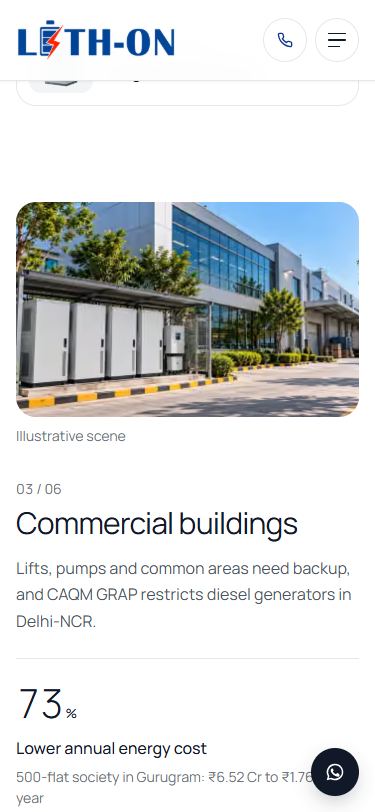 LITH-ON
Illustrative scene
03 / 06
Commercial buildings
Lifts, pumps and common areas need backup,
and CAQM GRAP restricts diesel generators in
Delhi-NCR.
73%
Lower annual energy cost
500-flat society in Gurugram: ₹6.52 Cr to ₹1.76
year